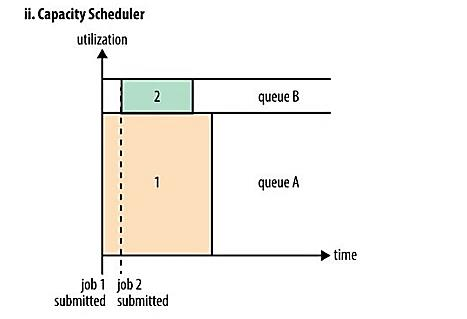 ii. Capacity Scheduler
utilization
2
queue B
1
queue A
time
job 1
submitted
job 2
submitted